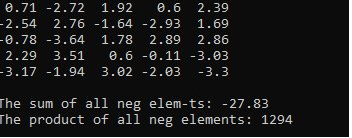 0.71 -2.72 1.92 0.6 2.39
-2.54 2.76 -1.64 -2.93 1.69
-0.78 -3.64 1.78 2.89 2.86
2.29 3.51 0.6 -0.11 -3.03
-3.17 -1.94 3.02 -2.03 -3.3
The sum of all neg elem-ts: -27.83
The product of all neg elements: 1294